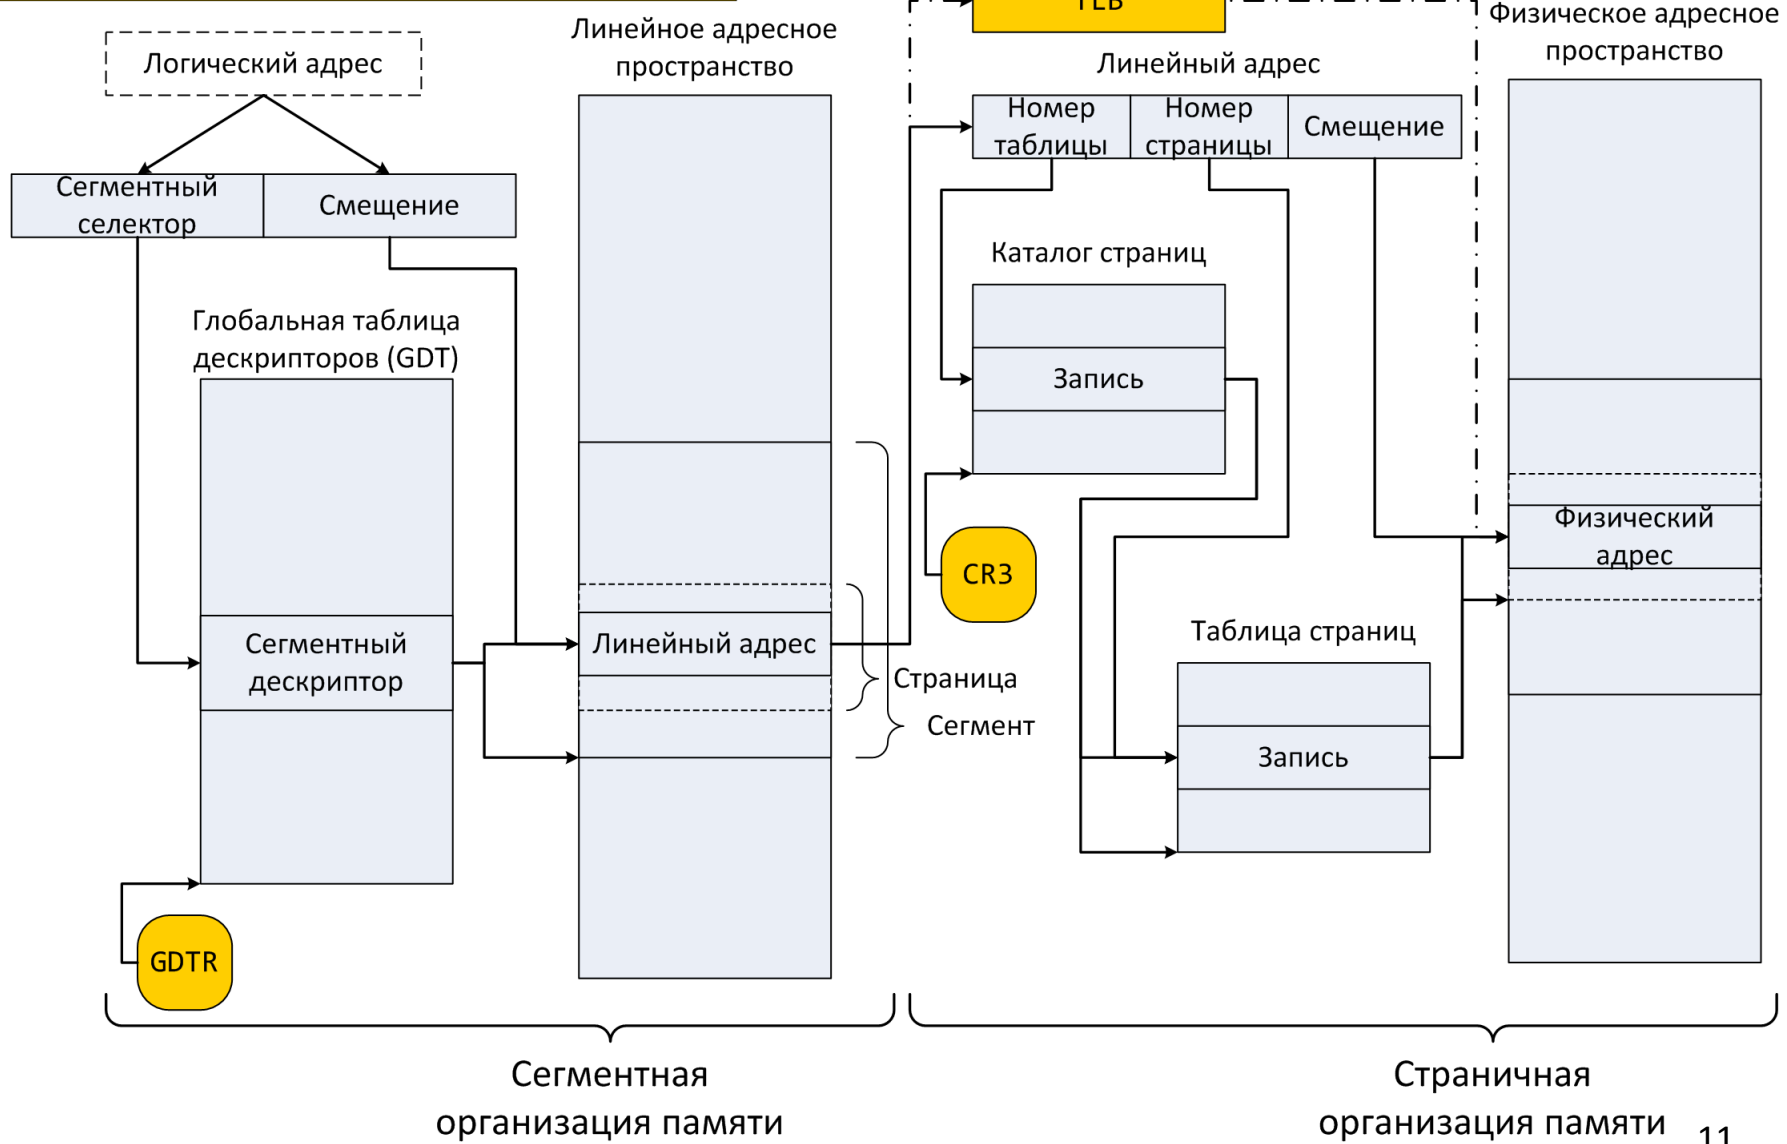 Логический адрес
Сегментный
селектор
Смещение
Глобальная таблица
дескрипторов (GDT)
Сегментный
дескриптор
GDTR
Линейное адресное
пространство
Линейный адрес
Страница
Сегмент
Сегментная
организация памяти
TLB
Линейный адрес
Номер
таблицы
Номер
страницы
Смещение
Каталог страниц
Запись
CR3
Таблица страниц
Запись
Физическое адресное
пространство
Физический
адрес
Страничная
организация памяти
11